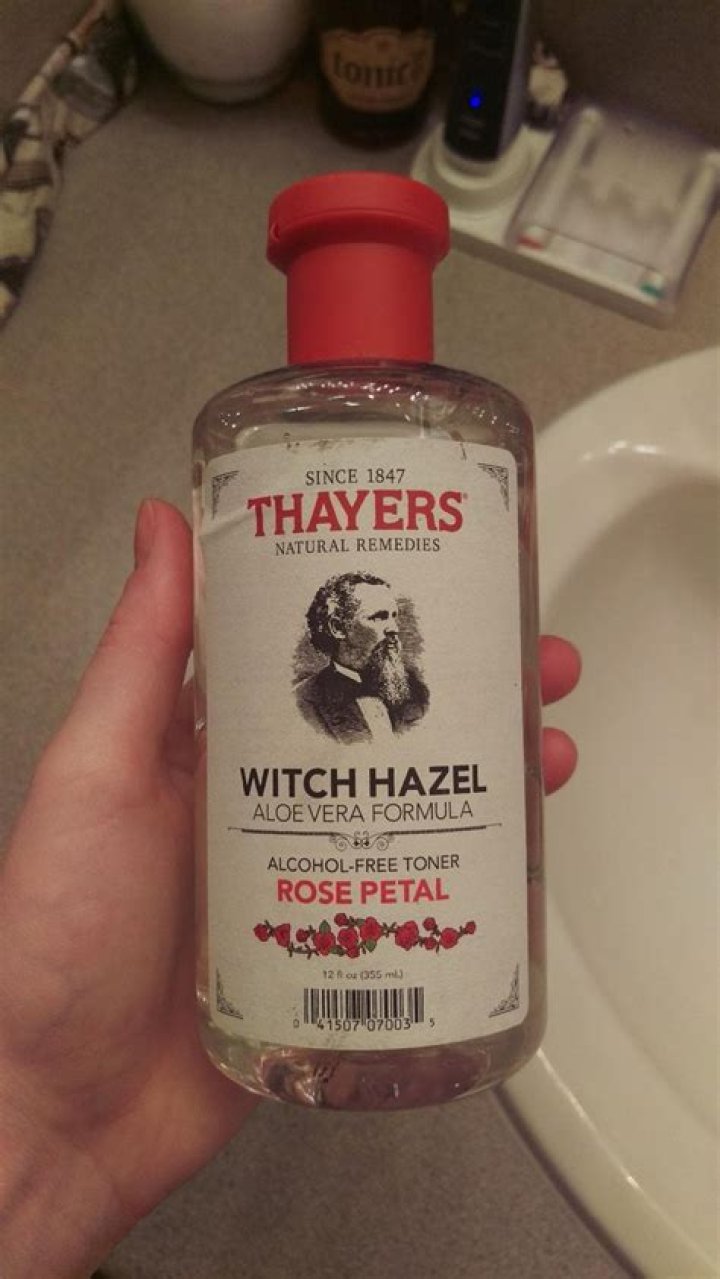 tonic
SINCE 1847
THAYERS®
NATURAL REMEDIES
WITCH HAZEL
ALOE VERA FORMULA
ALCOHOL-FREE TONER
ROSE PETAL
12 fl oz (355 mL)
0 41507 07003 5